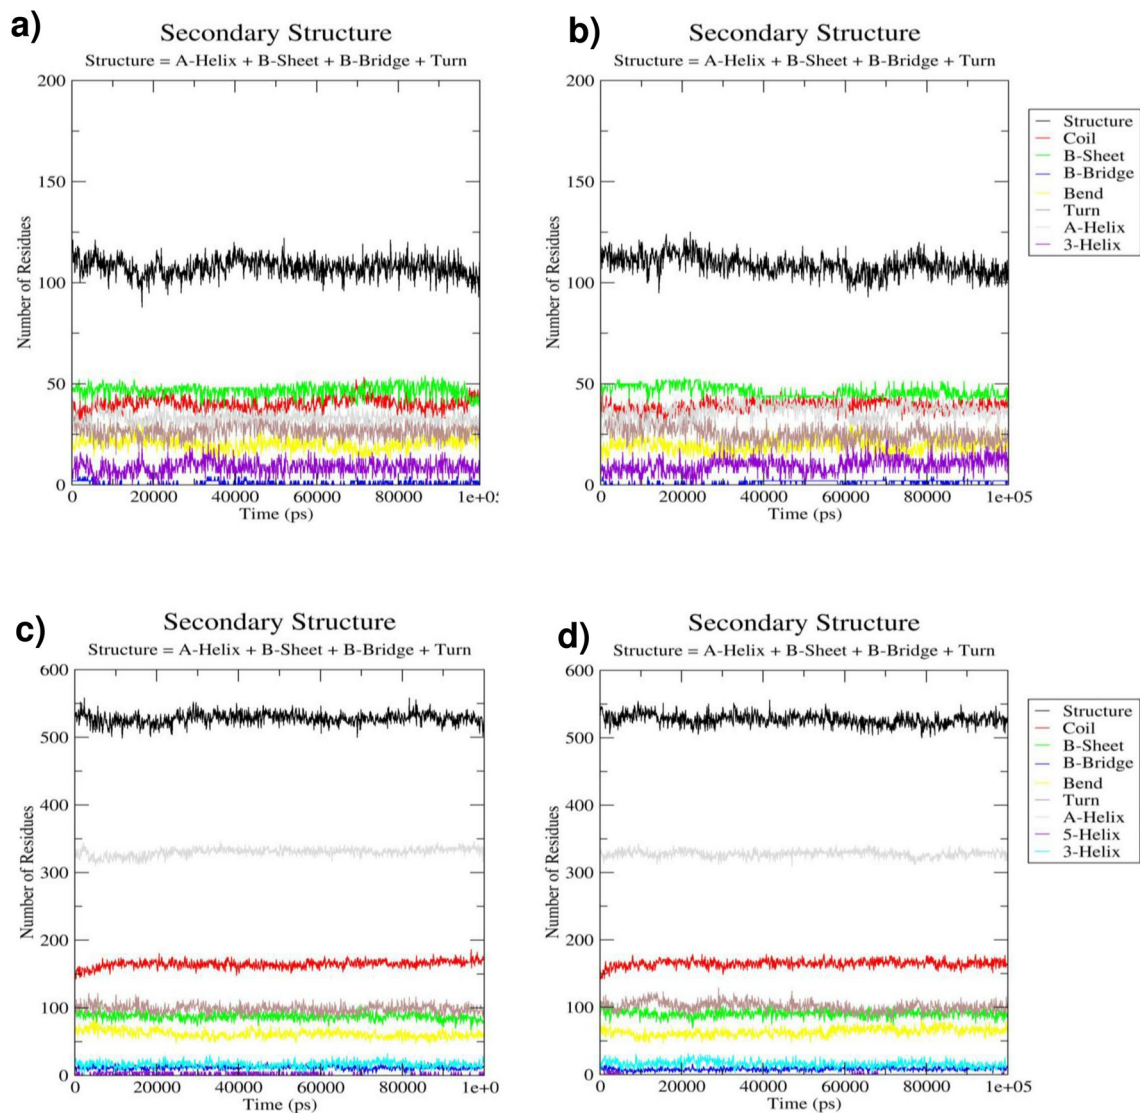 a)
Secondary Structure
Structure = A-Helix + B-Sheet + B-Bridge + Turn
200
150
100
50
0
Number of Residues
0 20000 40000 60000 80000 1e+0
Time (ps)
b)
Secondary Structure
Structure = A-Helix + B-Sheet + B-Bridge + Turn
200
150
100
50
0
Number of Residues
0 20000 40000 60000 80000 1e+05
Time (ps)
Structure
Coil
B-Sheet
B-Bridge
Bend
Turn
A-Helix
3-Helix
c)
Secondary Structure
Structure = A-Helix + B-Sheet + B-Bridge + Turn
600
500
400
300
200
100
0
Number of Residues
0 20000 40000 60000 80000 1e+0
Time (ps)
d)
Secondary Structure
Structure = A-Helix + B-Sheet + B-Bridge + Turn
600
500
400
300
200
100
0
Number of Residues
0 20000 40000 60000 80000 1e+05
Time (ps)
Structure
Coil
B-Sheet
B-Bridge
Bend
Turn
A-Helix
5-Helix
3-Helix